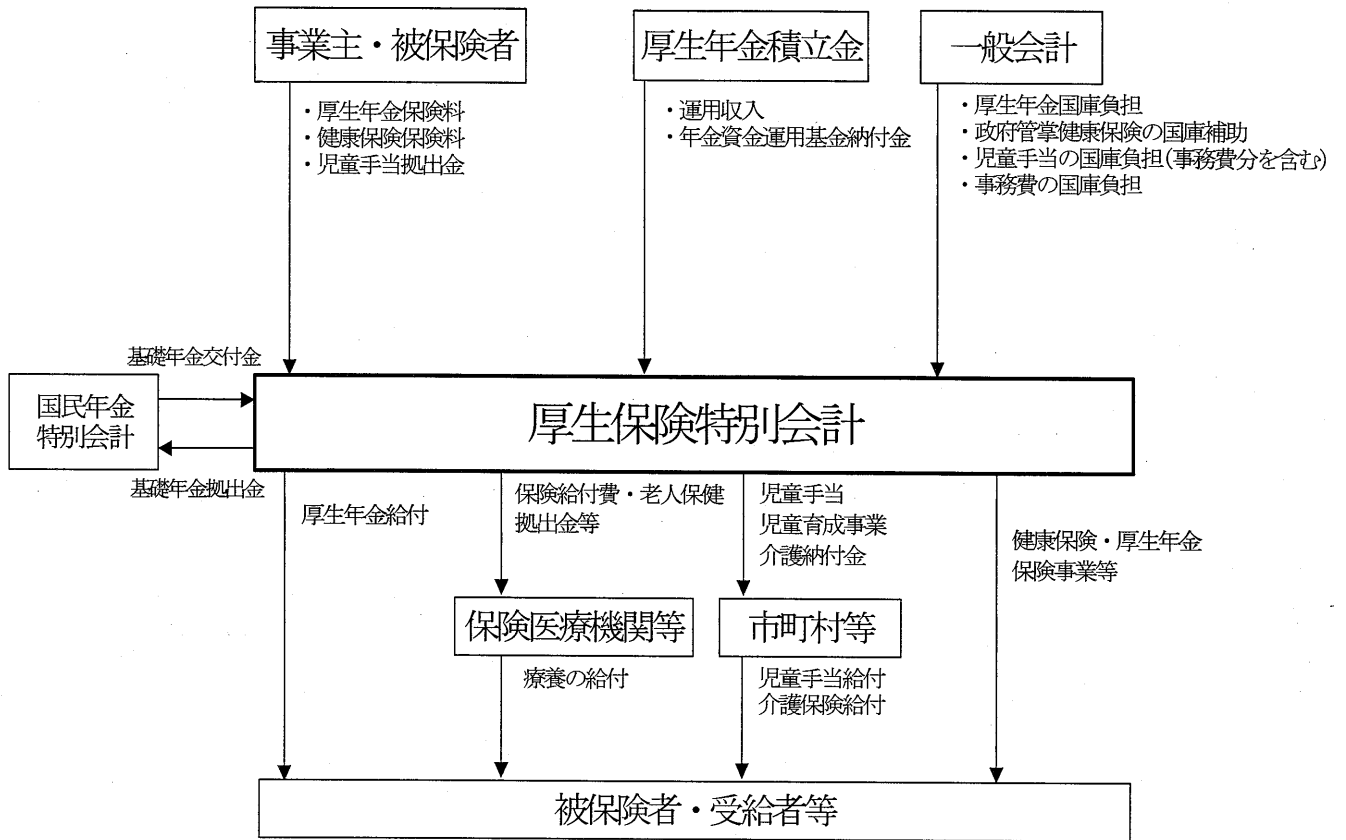 事業主・被保険者
厚生年金積立金
一般会計
・厚生年金保険料
・健康保険保険料
・児童手当拠出金
・運用収入
・年金資金運用基金納付金
・厚生年金国庫負担
・政府管掌健康保険の国庫補助
・児童手当の国庫負担(事務費分を含む)
・事務費の国庫負担
基礎年金交付金
国民年金
特別会計
厚生保険特別会計
基礎年金拠出金
厚生年金給付
保険給付費・老人保健
拠出金等
児童手当
児童育成事業
介護納付金
健康保険・厚生年金
保険事業等
保険医療機関等
市町村等
療養の給付
児童手当給付
介護保険給付
被保険者・受給者等